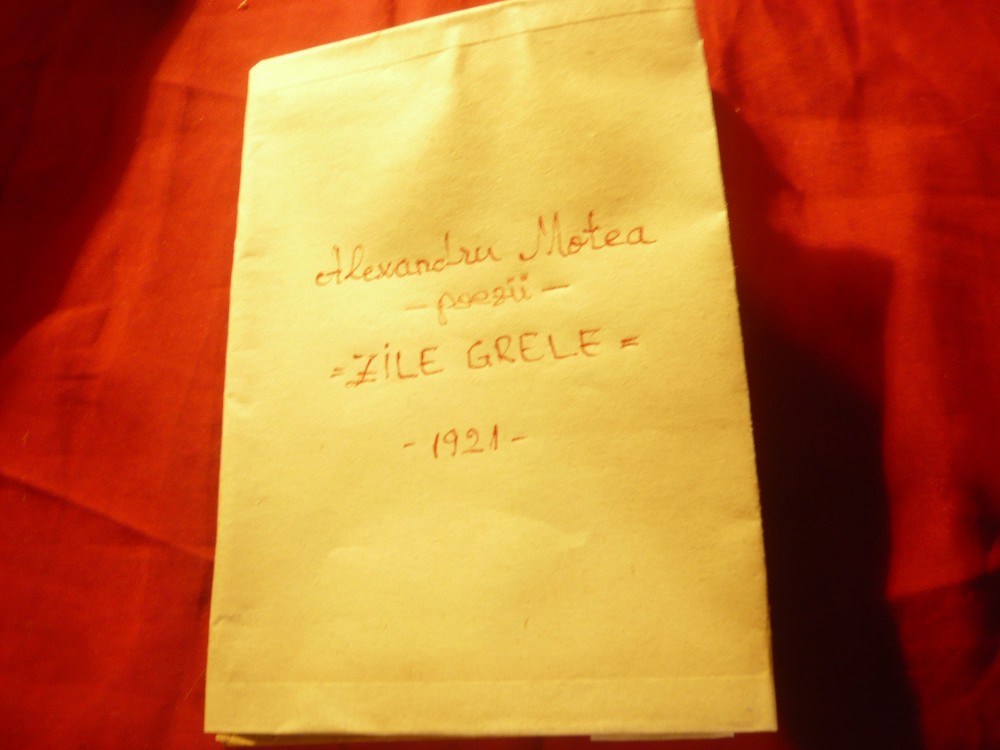 Alexandru Motea
- poezii -
= ZILE GRELE =
- 1921 -